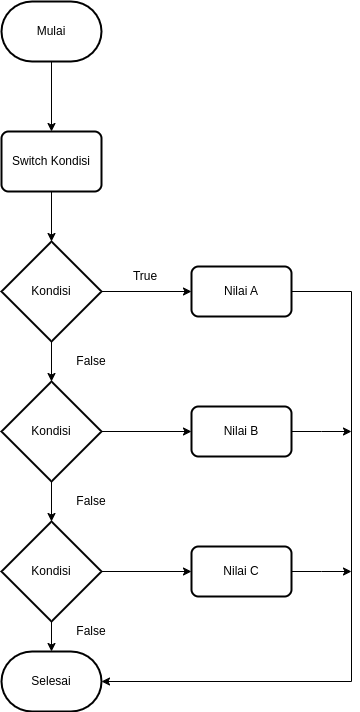 Mulai
Switch Kondisi
True
Kondisi
Nilai A
False
Kondisi
Nilai B
False
Kondisi
Nilai C
False
Selesai